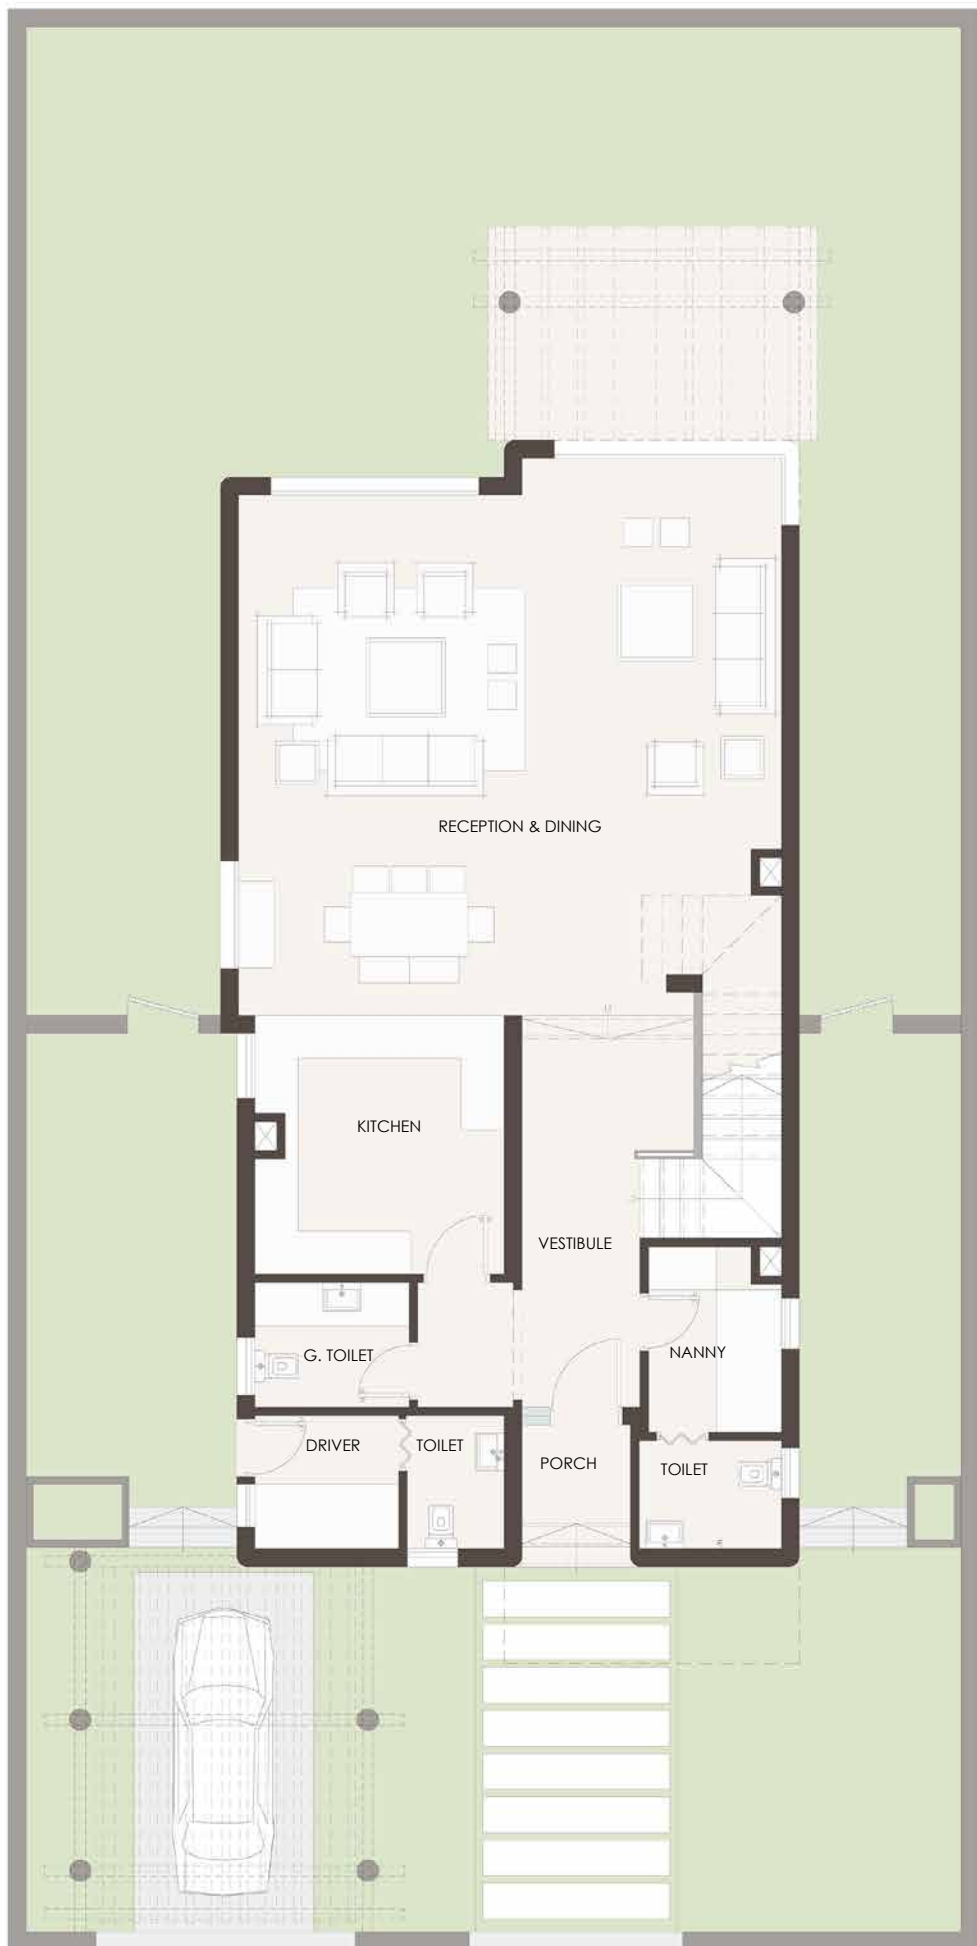 RECEPTION & DINING
KITCHEN
VESTIBULE
G. TOILET
NANNY
DRIVER
TOILET
PORCH
TOILET